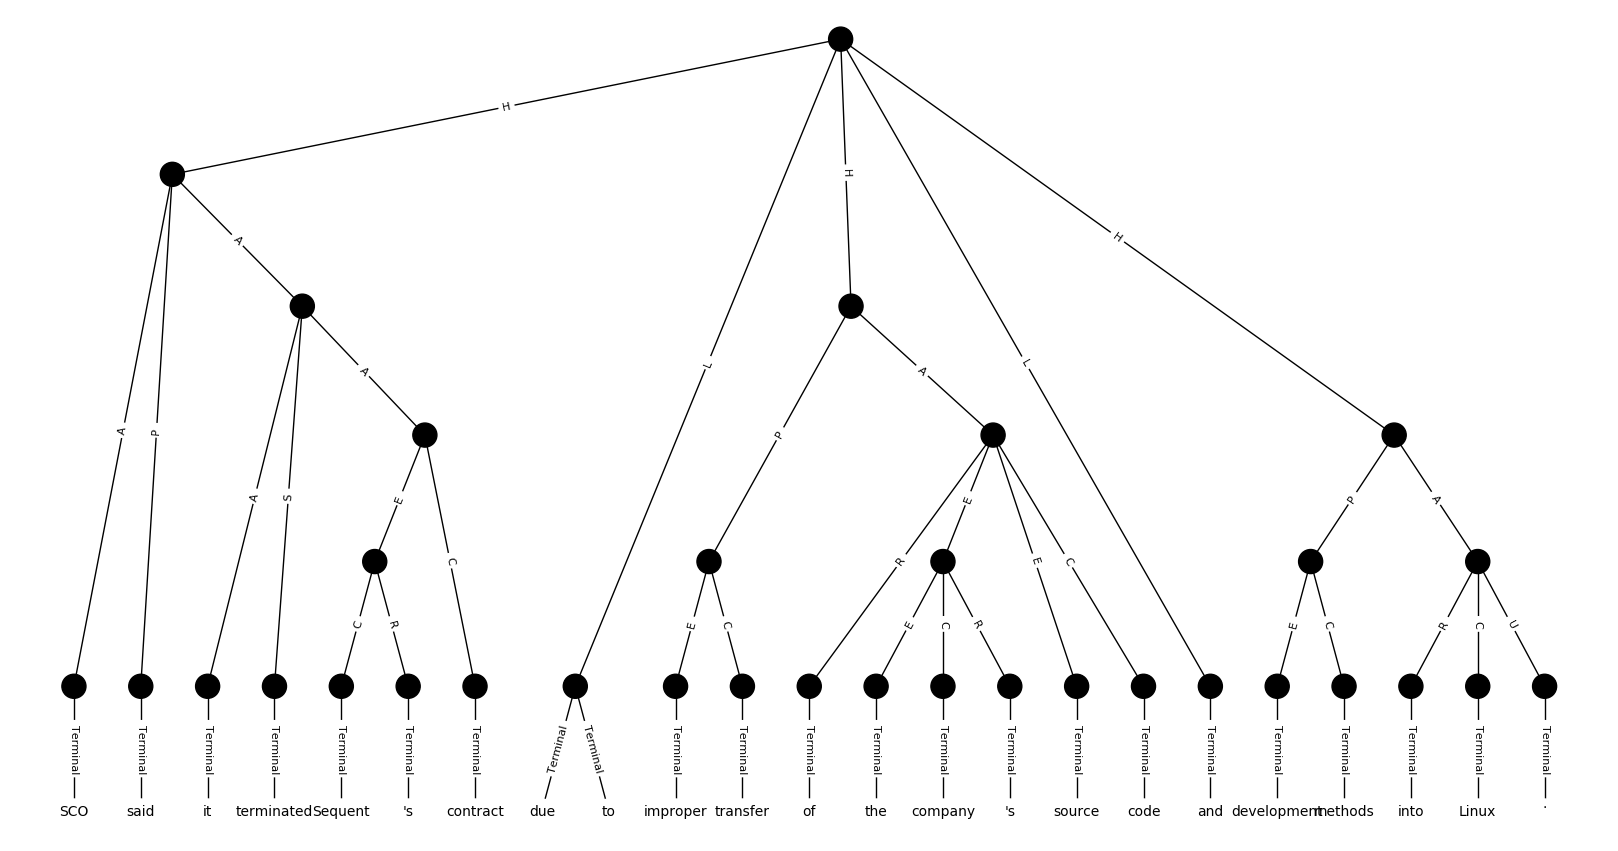 H
A
H
H
A A
L L
A P A P
A S E E P A
C R E C
E C C R E C R E C R C U
Terminal Terminal Terminal Terminal Terminal Terminal Terminal Terminal Terminal Terminal Terminal Terminal Terminal Terminal Terminal Terminal Terminal Terminal Terminal Terminal Terminal Terminal Terminal
SCO said it terminated Sequent 's contract due to improper transfer of the company 's source code and development methods into Linux .